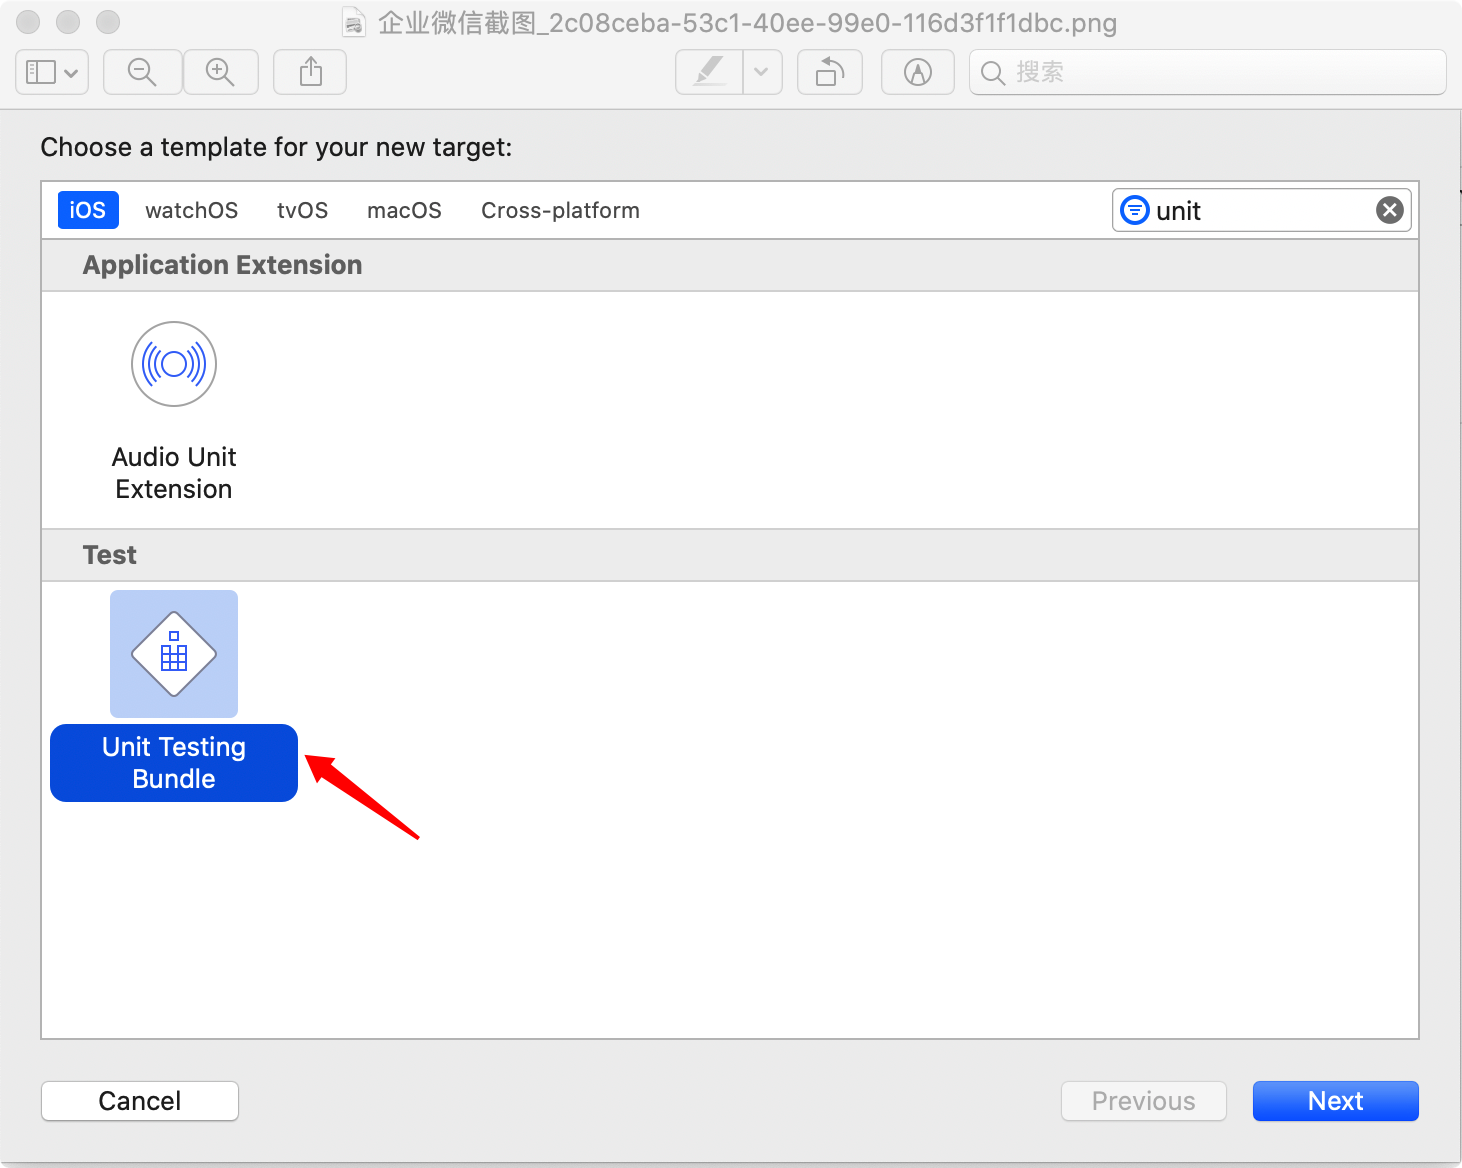 企业微信截图_2c08ceba-53c1-40ee-99e0-116d3f1f1dbc.png
搜索
Choose a template for your new target:
iOS watchOS tvOS macOS Cross-platform unit
Application Extension
Audio Unit
Extension
Test
Unit Testing
Bundle
Cancel Previous Next